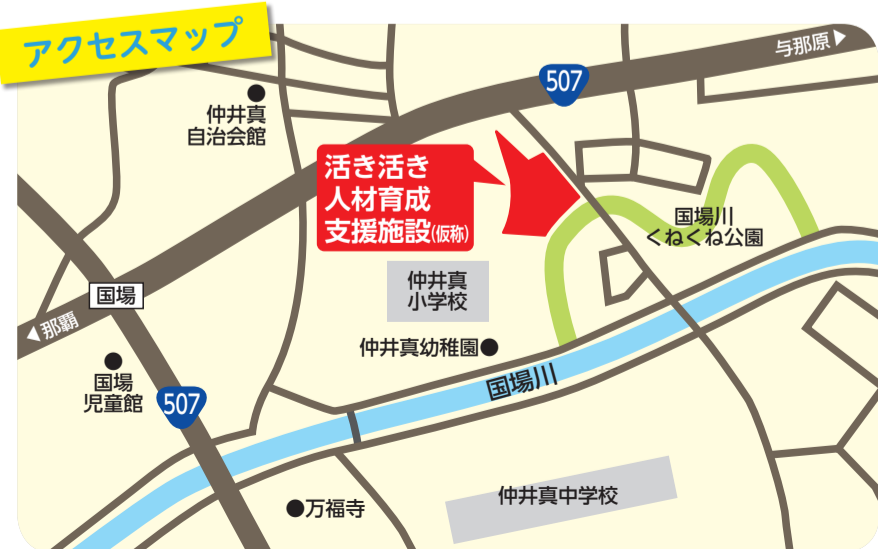 アクセスマップ
与那原▶
507
仲井真
自治会館
活き活き
人材育成
支援施設(仮称)
国場川
くねくね公園
仲井真
小学校
国場
◀那覇
仲井真幼稚園
国場
児童館
507
国場川
仲井真中学校
万福寺